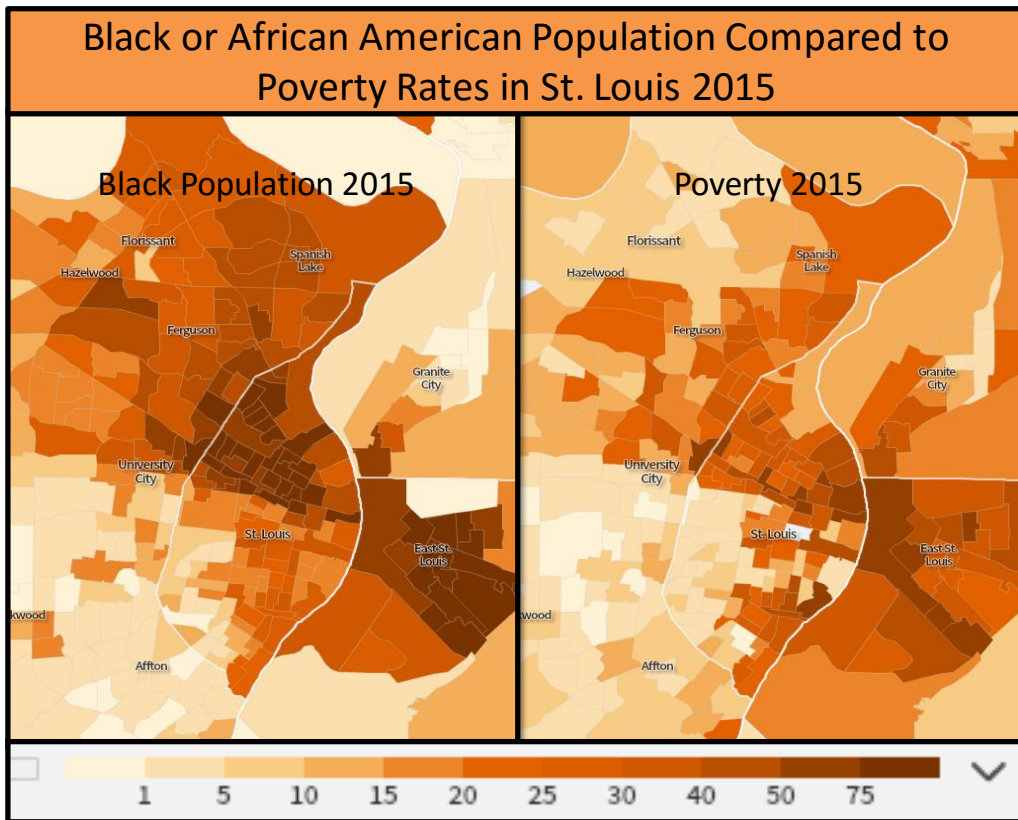 Black or African American Population Compared to
Poverty Rates in St. Louis 2015
Black Population 2015
Florissant
Spanish
Lake
Hazelwood
Ferguson
Granite
City
University
City
St. Louis
East St.
Louis
kwood
Affton
Poverty 2015
Florissant
Spanish
Lake
Hazelwood
Ferguson
Granite
City
University
City
St. Louis
East St.
Louis
kwood
Affton
1 5 10 15 20 25 30 40 50 75